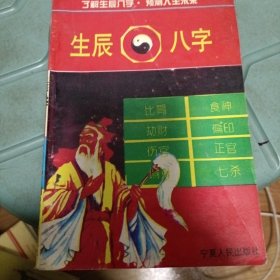 了解生辰八字·预测人生未来
生辰 八字
比肩 食神
劫财 偏印
伤官 正官
七杀
宁夏人民出版社